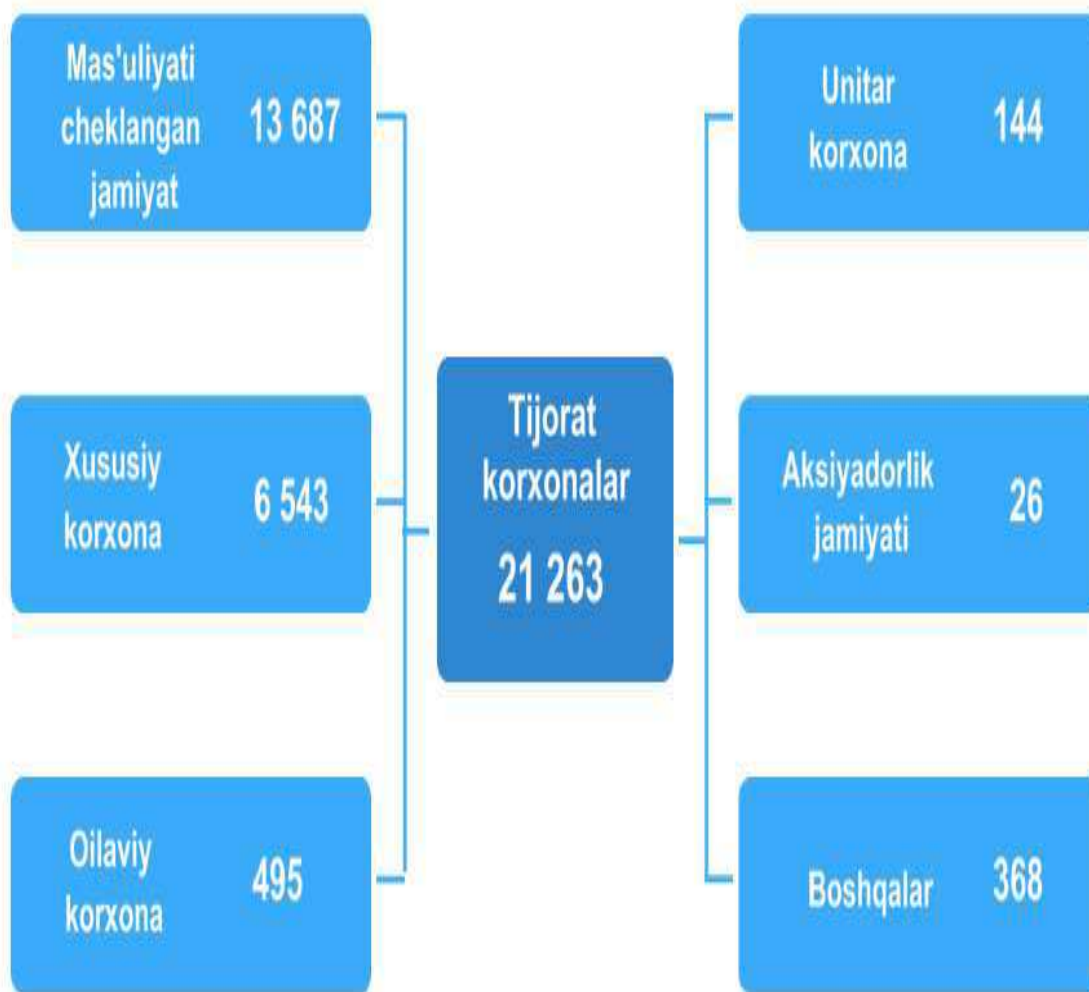 Mas'uliyati
cheklangan
jamiyat
13 687
Xususiy
korxona
6 543
Oilaviy
korxona
495
Tijorat
korxonalar
21 263
Unitar
korxona
144
Aksiyadorlik
jamiyati
26
Boshqalar
368